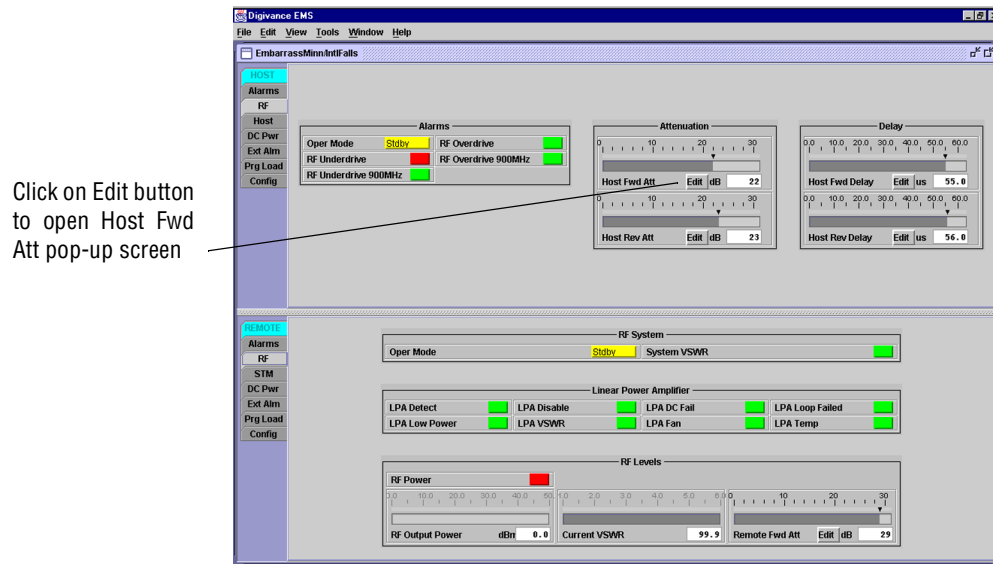 Digivance EMS
File Edit View Tools Window Help
EmbarrassMinn/IntlFalls
HOST
Alarms
RF
Host
DC Pwr
Ext Alm
Prg Load
Config
Alarms
Oper Mode Stdby RF Overdrive
RF Underdrive RF Overdrive 900MHz
RF Underdrive 900MHz
Attenuation
0 10 20 30
Host Fwd Att Edit dB 22
0 10 20 30
Host Rev Att Edit dB 23
Delay
0.0 10.0 20.0 30.0 40.0 50.0 60.0
Host Fwd Delay Edit us 55.0
0.0 10.0 20.0 30.0 40.0 50.0 60.0
Host Rev Delay Edit us 56.0
Click on Edit button
to open Host Fwd
Att pop-up screen
REMOTE
Alarms
RF
STM
DC Pwr
Ext Alm
Prg Load
Config
RF System
Oper Mode Stdby System VSWR
Linear Power Amplifier
LPA Detect LPA Disable LPA DC Fail LPA Loop Failed
LPA Low Power LPA VSWR LPA Fan LPA Temp
RF Levels
RF Power
10.0 20.0 30.0 40.0 50.
RF Output Power dBm 0.0
1.0 2.0 3.0 4.0 5.0 6.0
Current VSWR 99.9
0 10 20 30
Remote Fwd Att Edit dB 29